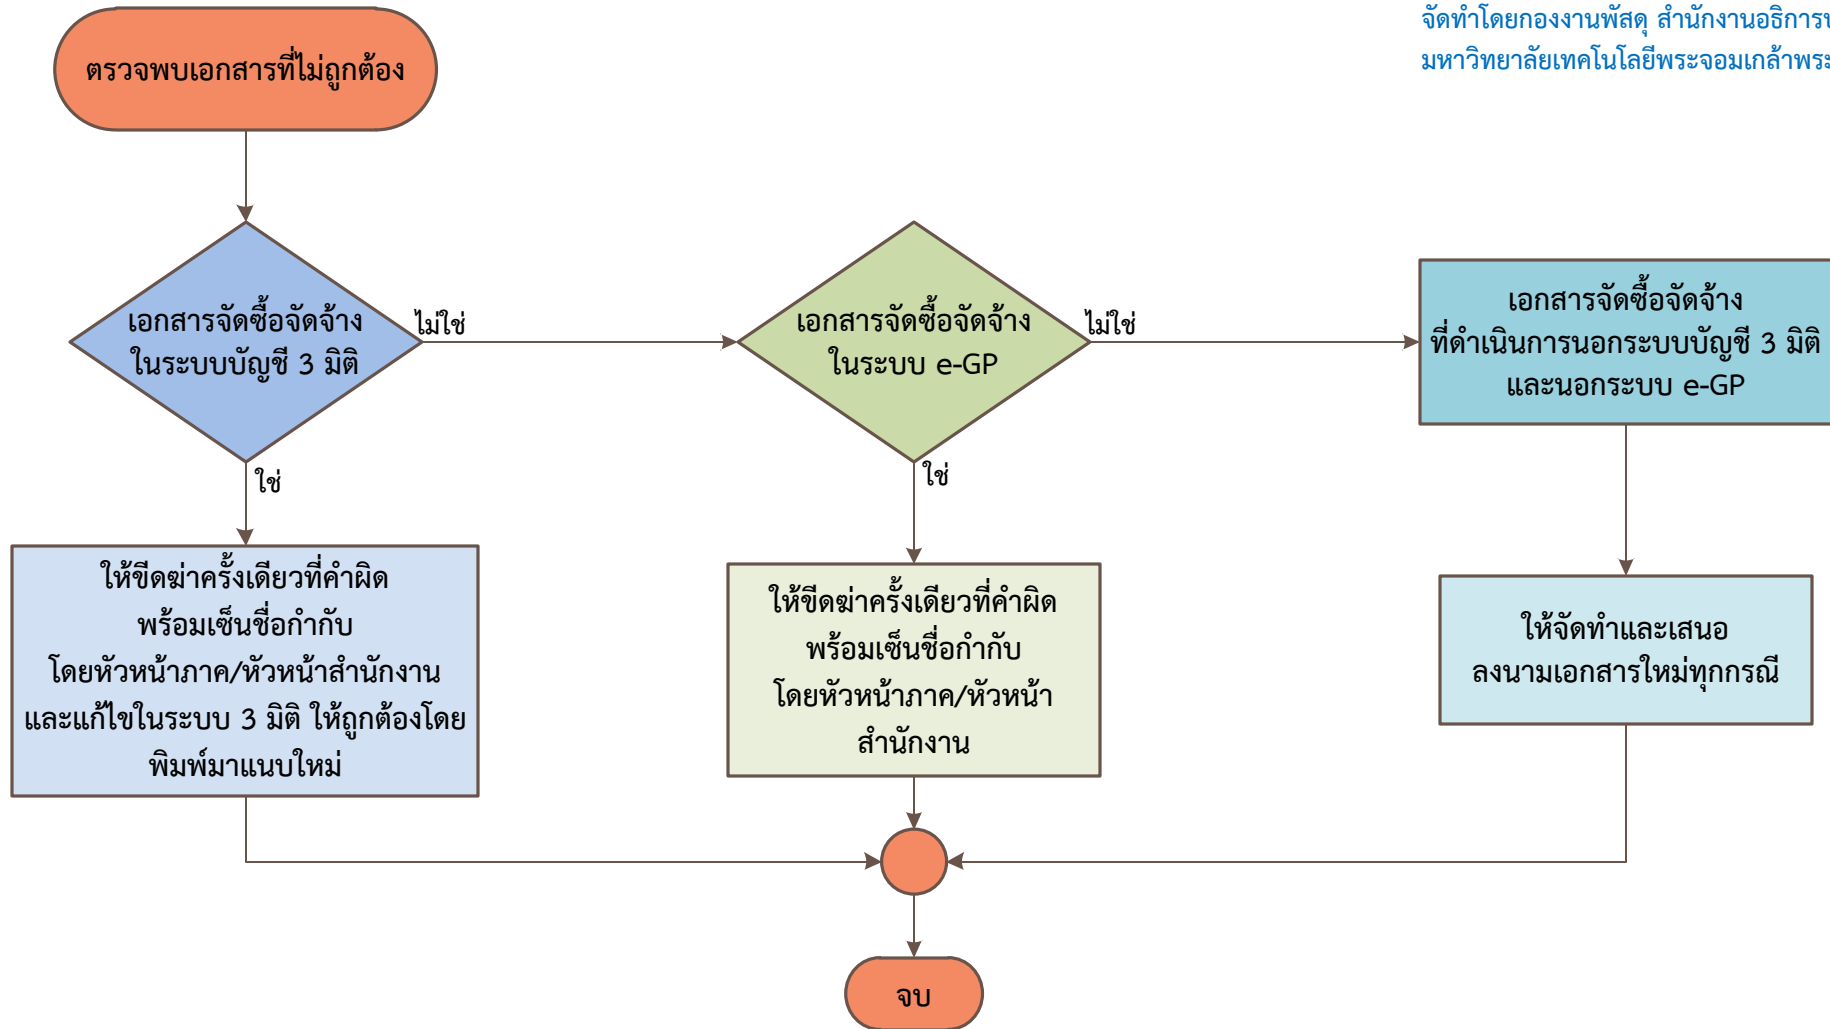 จัดทำโดยกองงานพัสดุ สำนักงานอธิการบ
มหาวิทยาลัยเทคโนโลยีพระจอมเกล้าพระ
ตรวจพบเอกสารที่ไม่ถูกต้อง
เอกสารจัดซื้อจัดจ้าง
ในระบบบัญชี 3 มิติ
ไม่ใช่
เอกสารจัดซื้อจัดจ้าง
ในระบบ e-GP
ไม่ใช่
เอกสารจัดซื้อจัดจ้าง
ที่ดำเนินการนอกระบบบัญชี 3 มิติ
และนอกระบบ e-GP
ใช่
ใช่
ให้ขีดฆ่าครั้งเดียวที่คำผิด
พร้อมเซ็นชื่อกำกับ
โดยหัวหน้าภาค/หัวหน้าสำนักงาน
และแก้ไขในระบบ 3 มิติ ให้ถูกต้องโดย
พิมพ์มาแนบใหม่
ให้ขีดฆ่าครั้งเดียวที่คำผิด
พร้อมเซ็นชื่อกำกับ
โดยหัวหน้าภาค/หัวหน้า
สำนักงาน
ให้จัดทำและเสนอ
ลงนามเอกสารใหม่ทุกกรณี
จบ